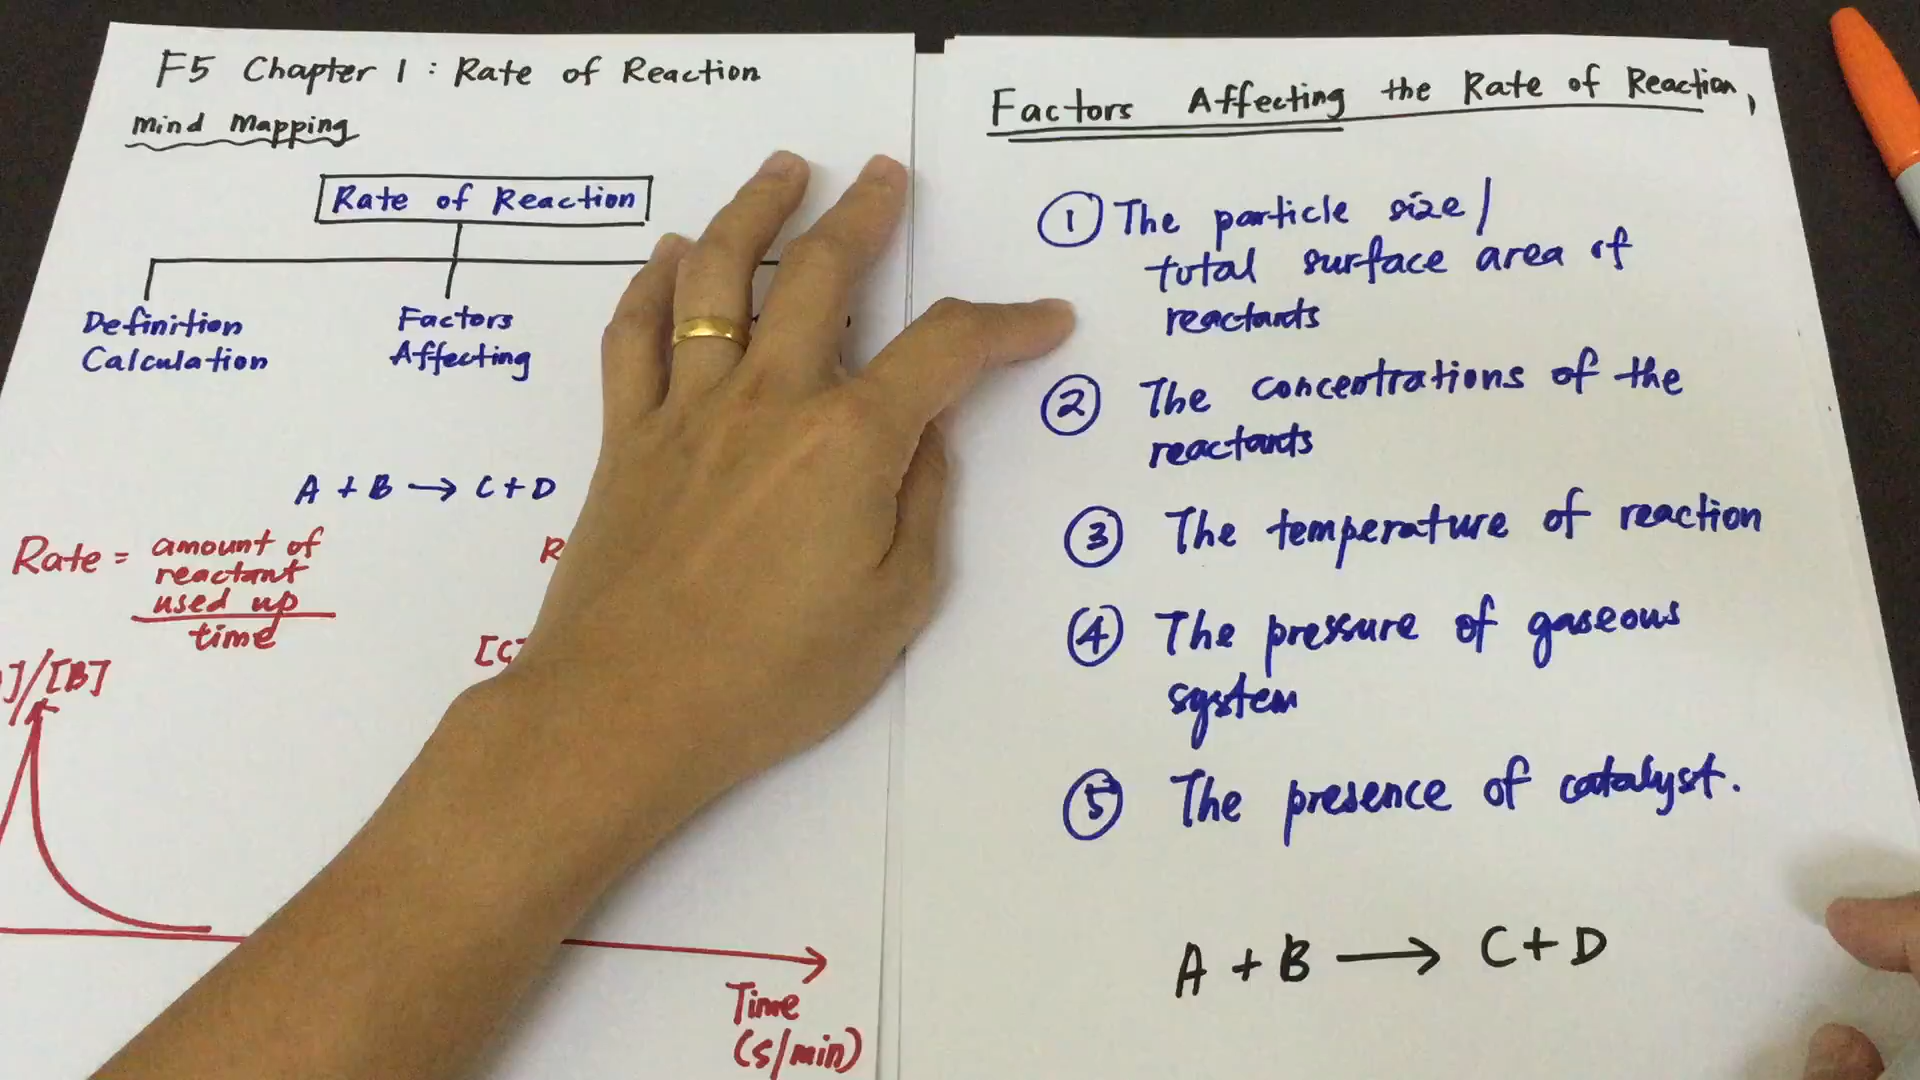 F5 Chapter 1 : Rate of Reaction
Mind Mapping
Rate of Reaction
Definition
Calculation
Factors
Affecting
A + B → C + D
Rate = amount of
reactant
used up
time
]/[B]
R
[C]
Time
(s/min)
Factors Affecting the Rate of Reaction,
① The particle size/
total surface area of
reactants
② The concentrations of the
reactants
③ The temperature of reaction
④ The pressure of gaseous
system
⑤ The presence of catalyst.
A + B → C + D